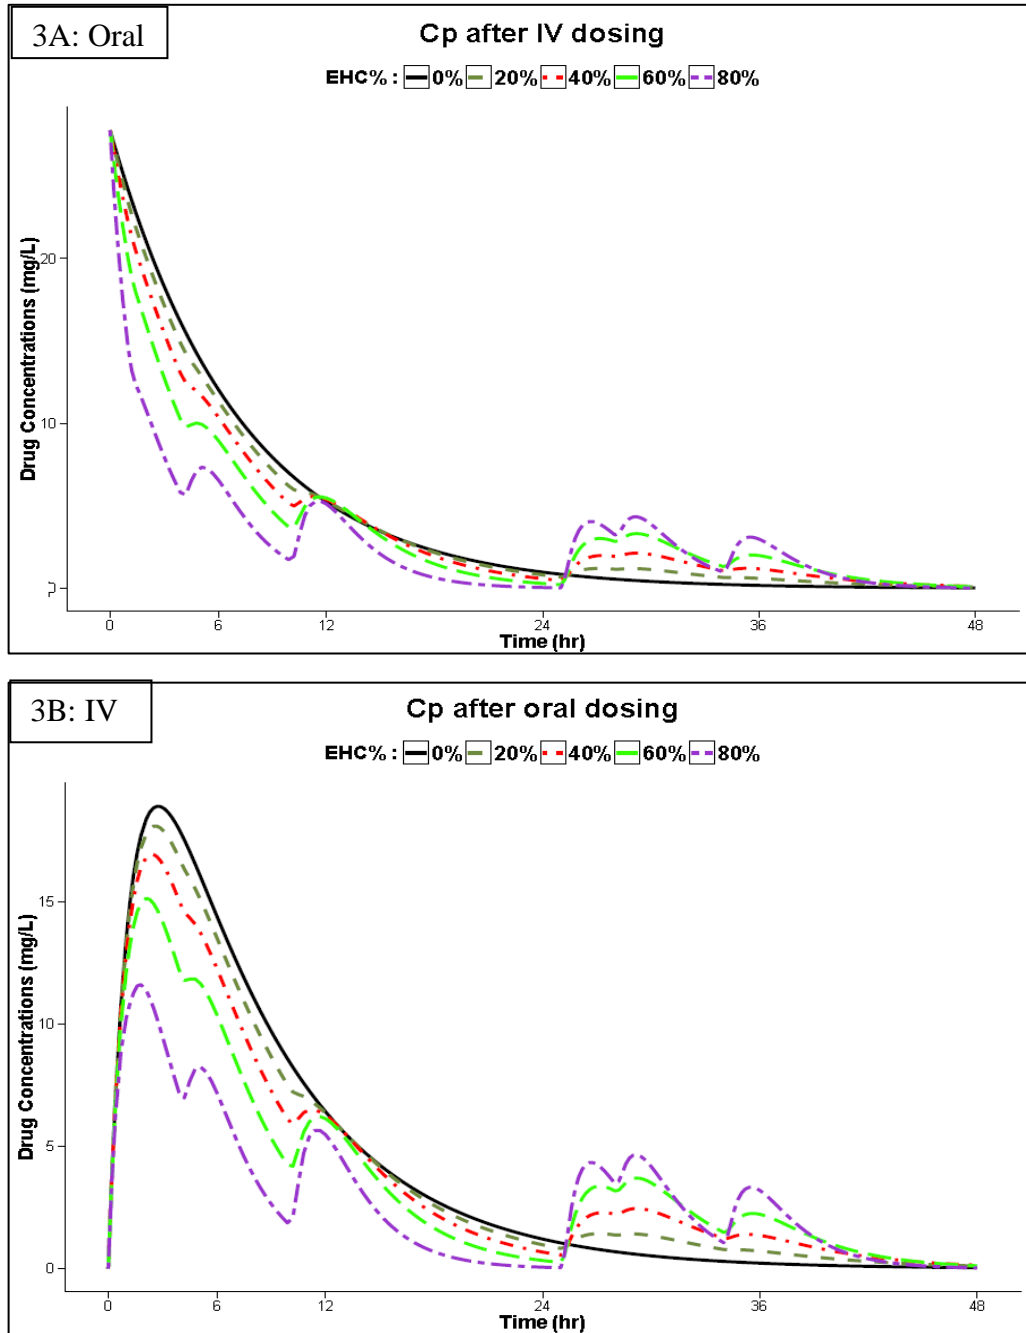 3A: Oral
Cp after IV dosing
EHC% : 0% 20% 40% 60% 80%
Drug Concentrations (mg/L)
20
10
0 6 12 24 36 48
Time (hr)
3B: IV
Cp after oral dosing
EHC% : 0% 20% 40% 60% 80%
Drug Concentrations (mg/L)
15
10
5
0
0 6 12 24 36 48
Time (hr)